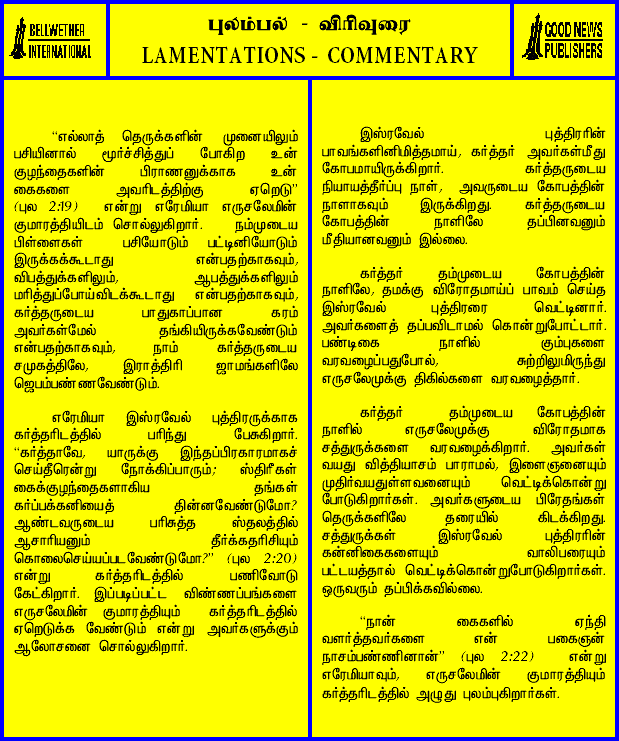 BELLWETHER
INTERNATIONAL
புலம்பல் - விரிவுரை
LAMENTATIONS - COMMENTARY
GOOD NEWS
PUBLISHERS
“எல்லாத் தெருக்களின் முனையிலும்
பசியினால் மூர்ச்சித்துப் போகிற உன்
குழந்தைகளின் பிராணனுக்காக உன்
கைகளை அவரிடத்திற்கு ஏறெடு”
(புல 2:19) என்று எரேமியா எருசலேமின்
குமாரத்தியிடம் சொல்லுகிறார். நம்முடைய
பிள்ளைகள் பசியோடும் பட்டினியோடும்
இருக்கக்கூடாது என்பதற்காகவும்,
விபத்துக்களிலும், ஆபத்துக்களிலும்
மரித்துப்போய்விடக்கூடாது என்பதற்காகவும்,
கர்த்தருடைய பாதுகாப்பான கரம்
அவர்கள்மேல் தங்கியிருக்கவேண்டும்
என்பதற்காகவும், நாம் கர்த்தருடைய
சமுகத்திலே, இராத்திரி ஜாமங்களிலே
ஜெபம்பண்ணவேண்டும்.
எரேமியா இஸ்ரவேல் புத்திரருக்காக
கர்த்தரிடத்தில் பரிந்து பேசுகிறார்.
“கர்த்தாவே, யாருக்கு இந்தப்பிரகாரமாகச்
செய்தீரென்று நோக்கிப்பாரும்; ஸ்திரீகள்
கைக்குழந்தைகளாகிய தங்கள்
கர்ப்பக்கனியைத் தின்னவேண்டுமோ?
ஆண்டவருடைய பரிசுத்த ஸ்தலத்தில்
ஆசாரியனும் தீர்க்கதரிசியும்
கொலைசெய்யப்படவேண்டுமோ?” (புல 2:20)
என்று கர்த்தரிடத்தில் பணிவோடு
கேட்கிறார். இப்படிப்பட்ட விண்ணப்பங்களை
எருசலேமின் குமாரத்தியும் கர்த்தரிடத்தில்
ஏறெடுக்க வேண்டும் என்று அவர்களுக்கும்
ஆலோசனை சொல்லுகிறார்.
இஸ்ரவேல் புத்திரரின்
பாவங்களினிமித்தமாய், கர்த்தர் அவர்கள்மீது
கோபமாயிருக்கிறார். கர்த்தருடைய
நியாயத்தீர்ப்பு நாள், அவருடைய கோபத்தின்
நாளாகவும் இருக்கிறது. கர்த்தருடைய
கோபத்தின் நாளிலே தப்பினவனும்
மீதியானவனும் இல்லை.
கர்த்தர் தம்முடைய கோபத்தின்
நாளிலே, தமக்கு விரோதமாய்ப் பாவம் செய்த
இஸ்ரவேல் புத்திரரை வெட்டினார்.
அவர்களைத் தப்பவிடாமல் கொன்றுபோட்டார்.
பண்டிகை நாளில் கும்புகளை
வரவழைப்பதுபோல், சுற்றிலுமிருந்து
எருசலேமுக்கு திகில்களை வரவழைத்தார்.
கர்த்தர் தம்முடைய கோபத்தின்
நாளில் எருசலேமுக்கு விரோதமாக
சத்துருக்களை வரவழைக்கிறார். அவர்கள்
வயது வித்தியாசம் பாராமல், இளைஞனையும்
முதிர்வயதுள்ளவனையும் வெட்டிக்கொன்று
போடுகிறார்கள். அவர்களுடைய பிரேதங்கள்
தெருக்களிலே தரையில் கிடக்கிறது.
சத்துருக்கள் இஸ்ரவேல் புத்திரரின்
கன்னிகைகளையும் வாலிபரையும்
பட்டயத்தால் வெட்டிக்கொன்றுபோடுகிறார்கள்.
ஒருவரும் தப்பிக்கவில்லை.
“நான் கைகளில் ஏந்தி
வளர்த்தவர்களை என் பகைஞன்
நாசம்பண்ணினான்” (புல 2:22) என்று
எரேமியாவும், எருசலேமின் குமாரத்தியும்
கர்த்தரிடத்தில் அழுது புலம்புகிறார்கள்.